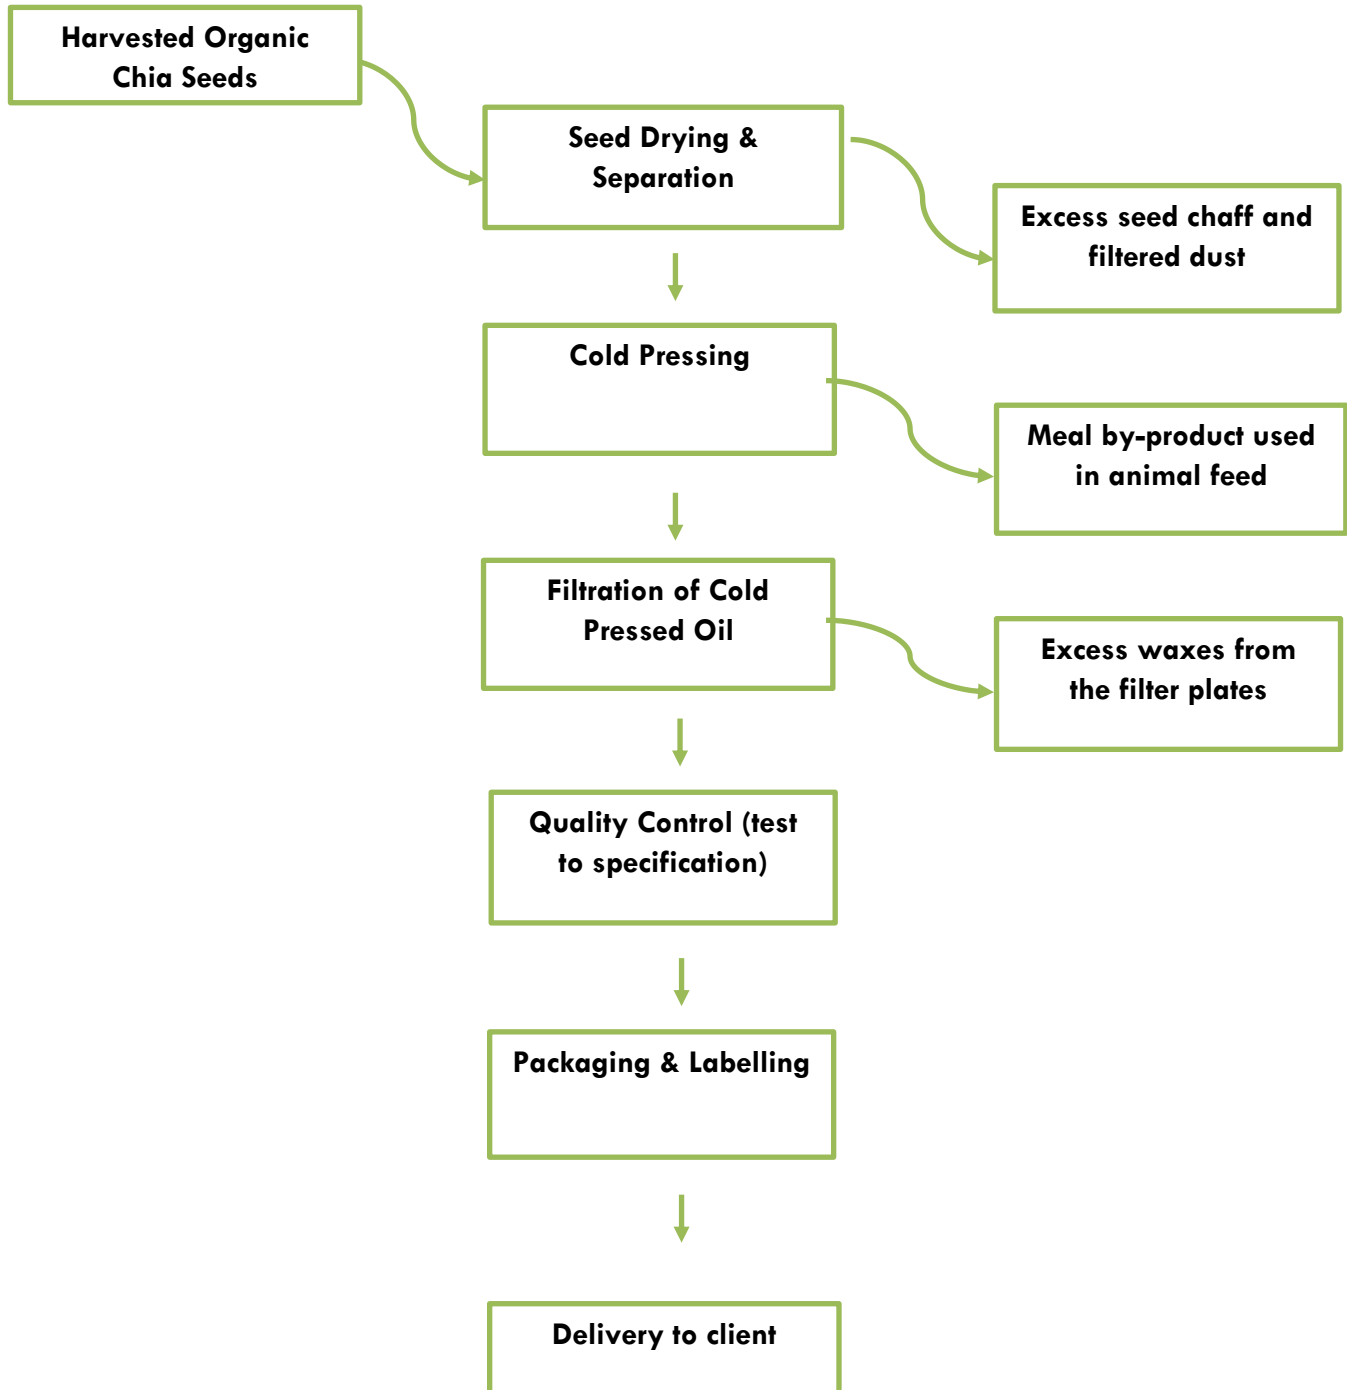 Harvested Organic
Chia Seeds
Seed Drying &
Separation
Excess seed chaff and
filtered dust
Cold Pressing
Meal by-product used
in animal feed
Filtration of Cold
Pressed Oil
Excess waxes from
the filter plates
Quality Control (test
to specification)
Packaging & Labelling
Delivery to client